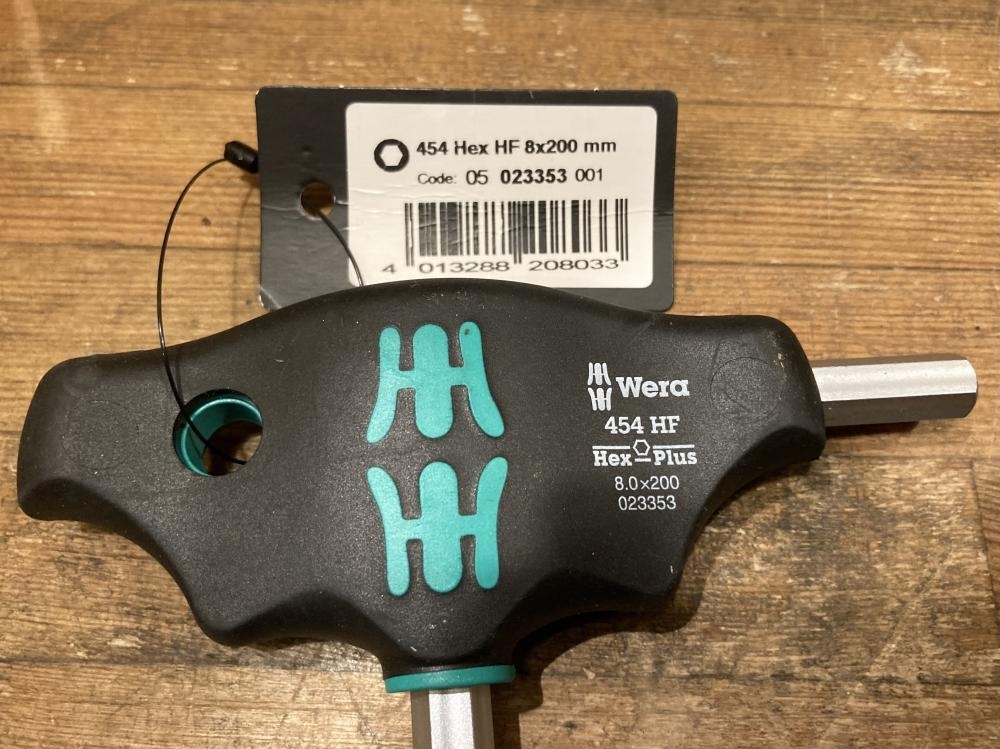 454 Hex HF 8x200 mm
Code: 05 023353 001
4 013288 208033
Wera
454 HF
Hex Plus
8.0x200
023353